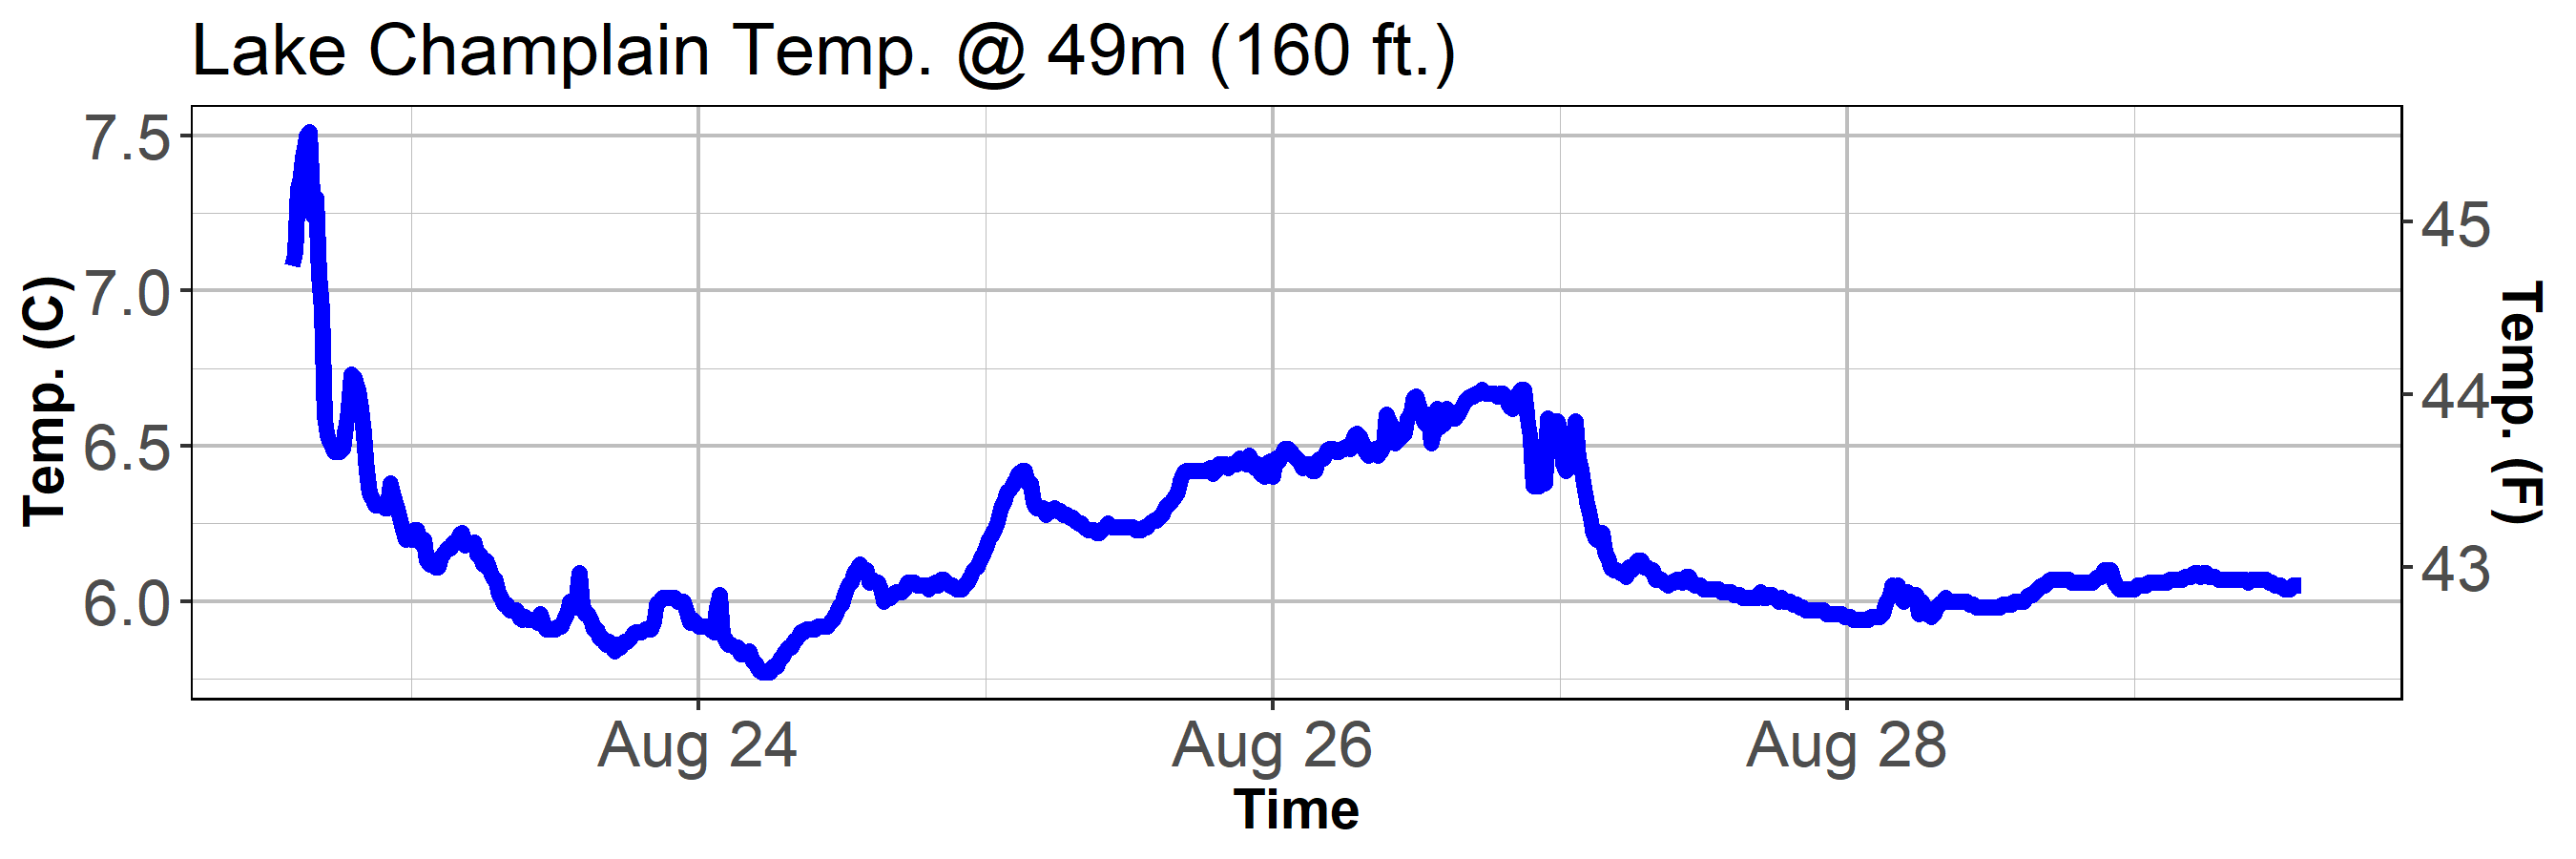 Lake Champlain Temp. @ 49m (160 ft.)
Temp. (C)
7.5
7.0
6.5
6.0
45
44
43
Temp. (F)
Aug 24 Aug 26 Aug 28
Time